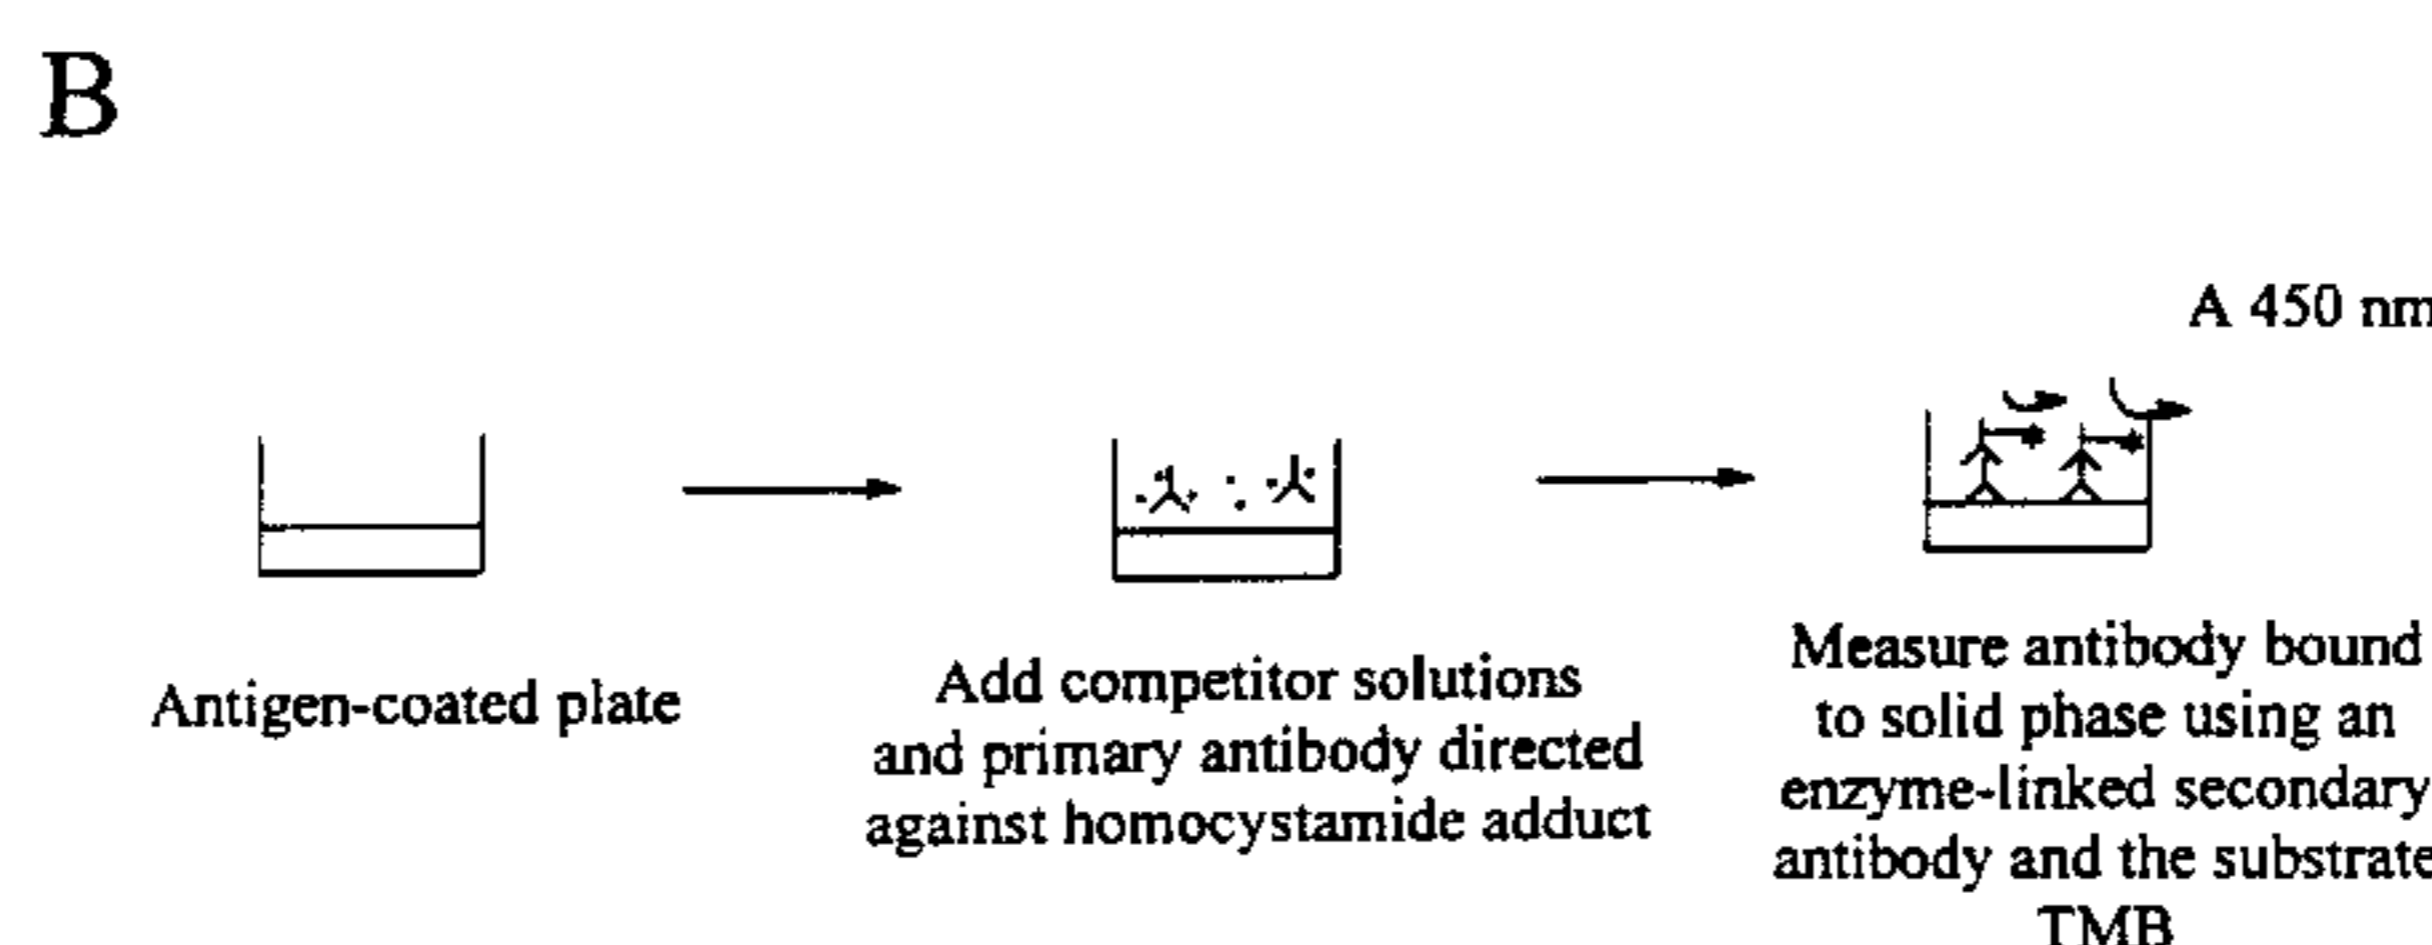 B
A 450 nm
Antigen-coated plate
Add competitor solutions
and primary antibody directed
against homocystamide adduct
Measure antibody bound
to solid phase using an
enzyme-linked secondary
antibody and the substrate
TMB